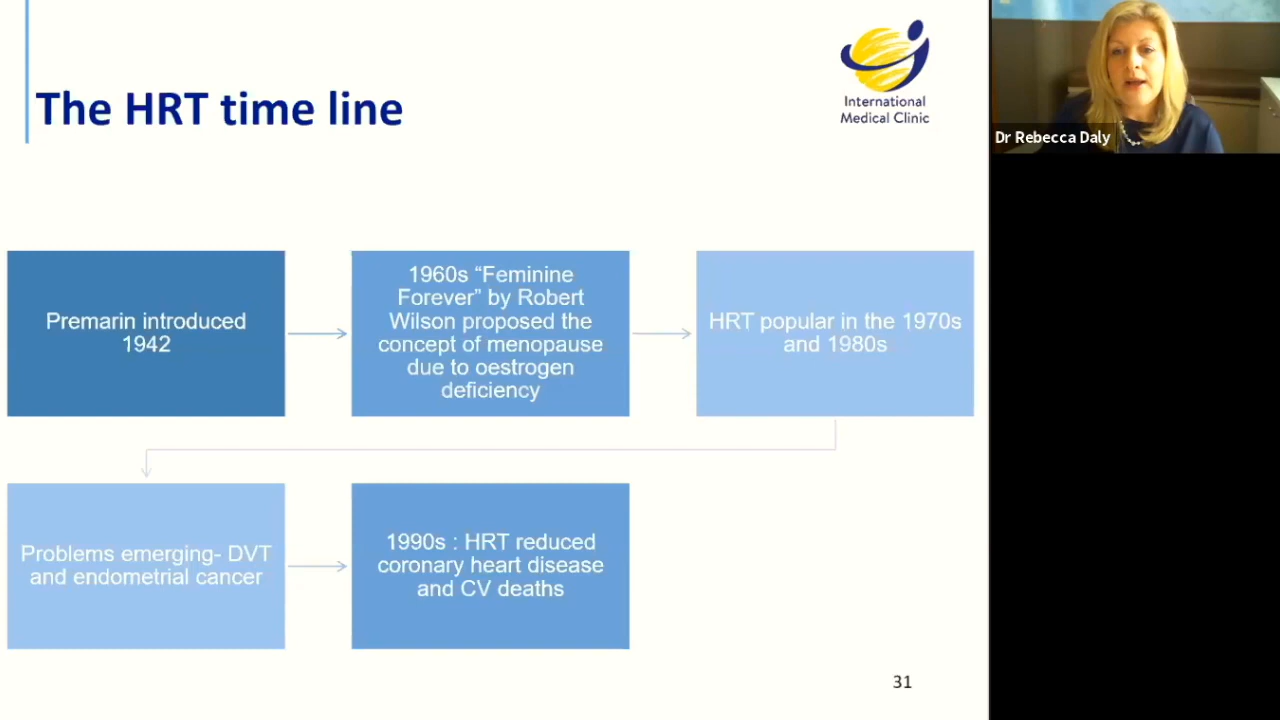 The HRT time line
International
Medical Clinic
Dr Rebecca Daly
Premarin introduced
1942
1960s “Feminine
Forever” by Robert
Wilson proposed the
concept of menopause
due to oestrogen
deficiency
HRT popular in the 1970s
and 1980s
Problems emerging- DVT
and endometrial cancer
1990s : HRT reduced
coronary heart disease
and CV deaths
31